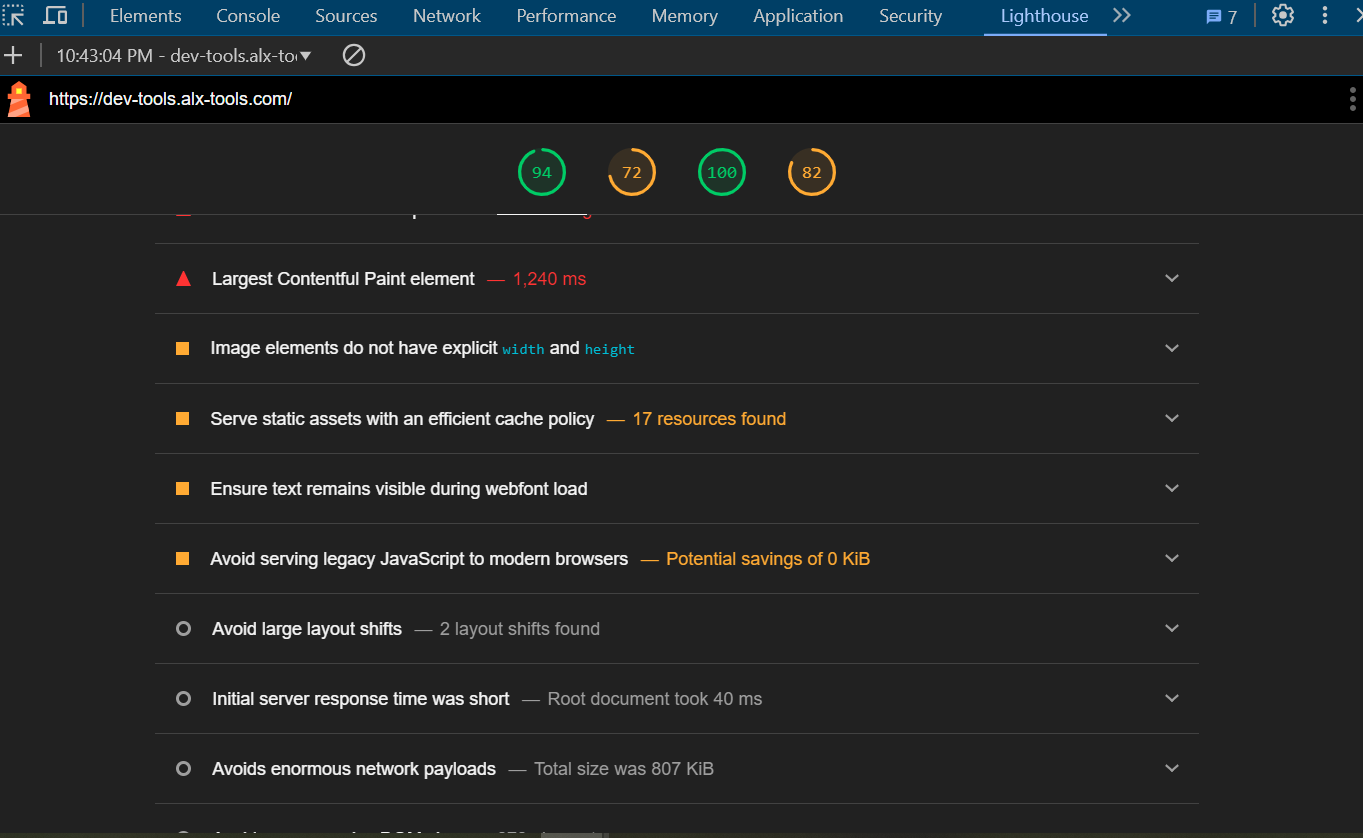 Elements Console Sources Network Performance Memory Application Security Lighthouse 7
10:43:04 PM - dev-tools.alx-to
https://dev-tools.alx-tools.com/
94 72 100 82
Largest Contentful Paint element — 1,240 ms
Image elements do not have explicit width and height
Serve static assets with an efficient cache policy — 17 resources found
Ensure text remains visible during webfont load
Avoid serving legacy JavaScript to modern browsers — Potential savings of 0 KiB
Avoid large layout shifts — 2 layout shifts found
Initial server response time was short — Root document took 40 ms
Avoids enormous network payloads — Total size was 807 KiB